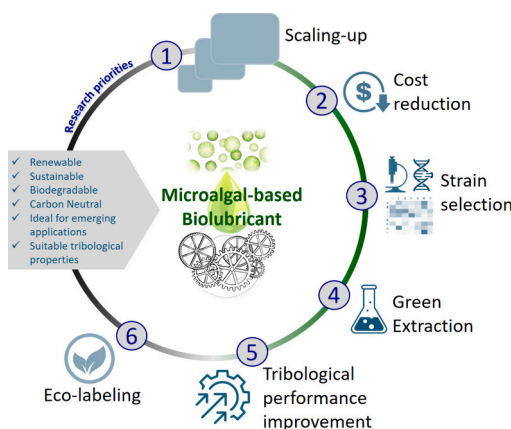 Scaling-up
1
Research priorities
$
Cost
reduction
2
✓ Renewable
✓ Sustainable
✓ Biodegradable
✓ Carbon Neutral
✓ Ideal for emerging
applications
✓ Suitable tribological
properties
Microalgal-based
Biolubricant
3
Strain
selection
4
Green
Extraction
5
Tribological
performance
improvement
6
Eco-labeling